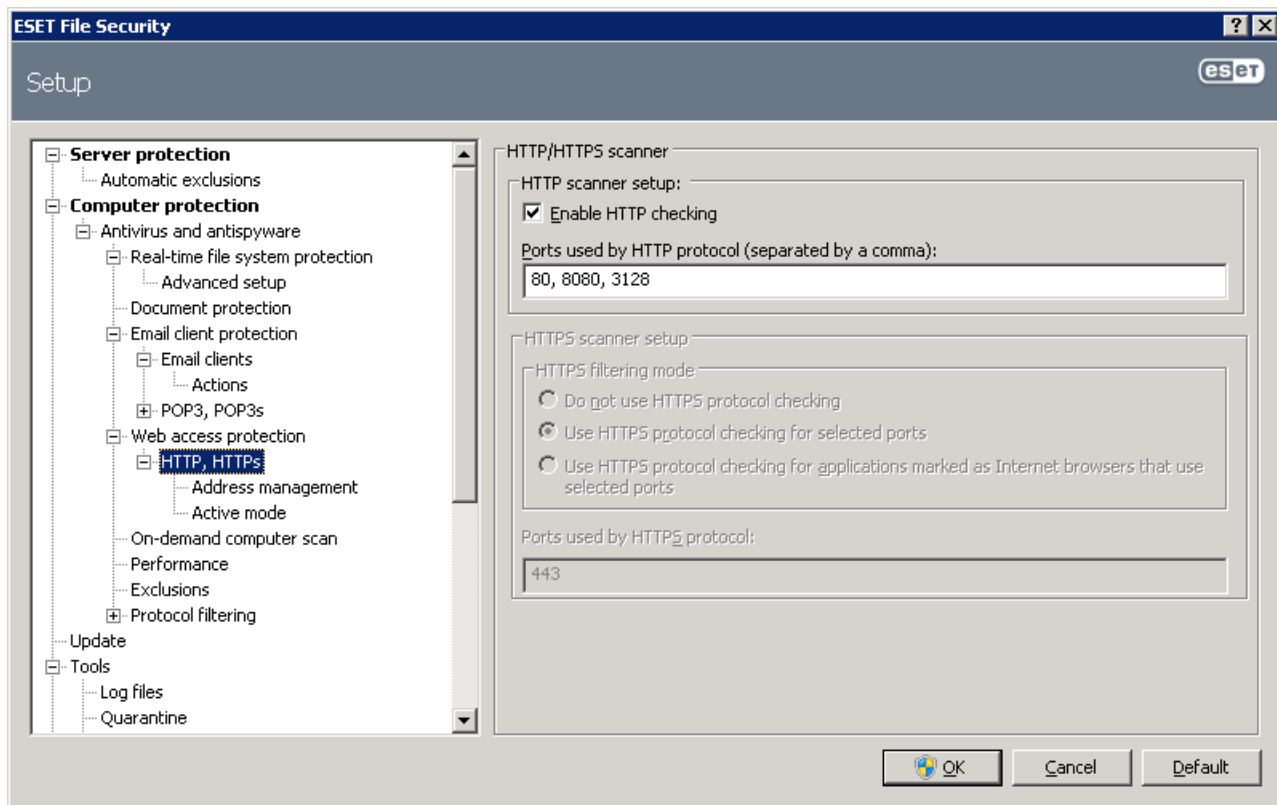 ESET File Security
Setup
eset
Server protection
Automatic exclusions
Computer protection
Antivirus and antispyware
Real-time file system protection
Advanced setup
Document protection
Email client protection
Email clients
Actions
POP3, POP3s
Web access protection
HTTP, HTTPs
Address management
Active mode
On-demand computer scan
Performance
Exclusions
Protocol filtering
Update
Tools
Log files
Quarantine
HTTP/HTTPS scanner
HTTP scanner setup:
Enable HTTP checking
Ports used by HTTP protocol (separated by a comma):
80, 8080, 3128
HTTPS scanner setup
HTTPS filtering mode
Do not use HTTPS protocol checking
Use HTTPS protocol checking for selected ports
Use HTTPS protocol checking for applications marked as Internet browsers that use
selected ports
Ports used by HTTPS protocol:
443
OK
Cancel
Default